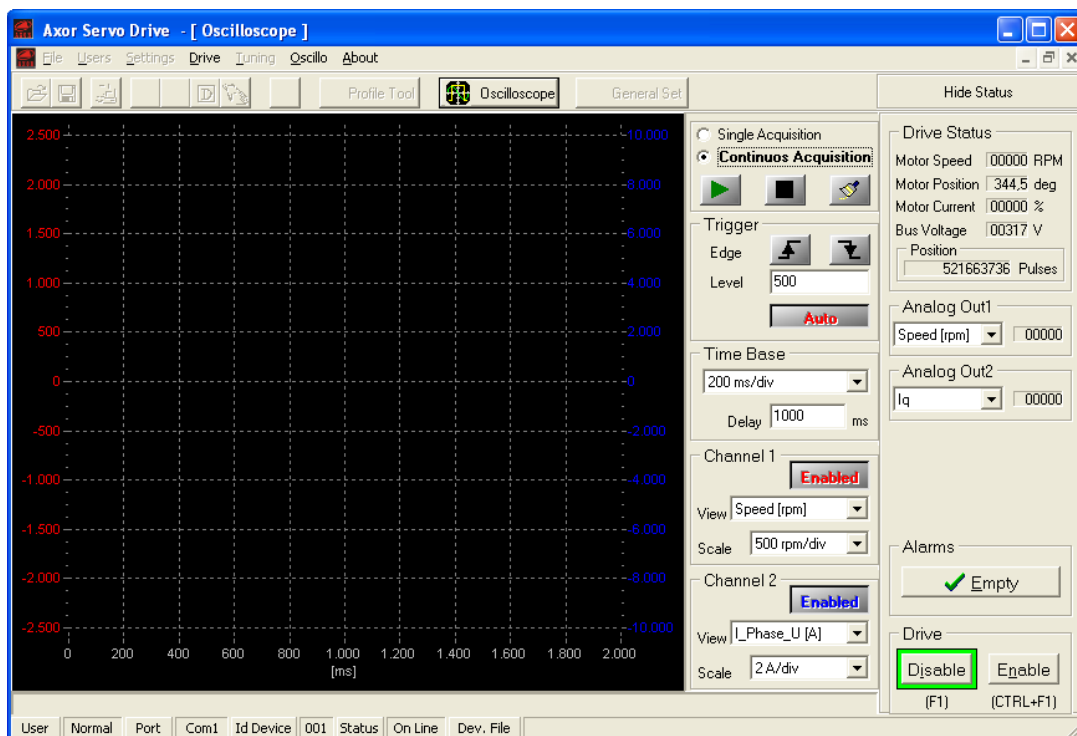 Axor Servo Drive - [ Oscilloscope ]
File Users Settings Drive Tuning Oscillo About
Profile Tool Oscilloscope General Set Hide Status
2.500
2.000
1.500
1.000
500
0
-500
-1.000
-1.500
-2.000
-2.500
10.000
8.000
6.000
4.000
2.000
0
-2.000
-4.000
-6.000
-8.000
-10.000
0 200 400 600 800 1.000 1.200 1.400 1.600 1.800 2.000
[ms]
Single Acquisition
Continuos Acquisition
Trigger
Edge
Level 500
Auto
Time Base
200 ms/div
Delay 1000 ms
Channel 1
Enabled
View Speed [rpm]
Scale 500 rpm/div
Channel 2
Enabled
View I_Phase_U [A]
Scale 2 A/div
Drive Status
Motor Speed 00000 RPM
Motor Position 344,5 deg
Motor Current 00000 %
Bus Voltage 00317 V
Position
521663736 Pulses
Analog Out1
Speed [rpm] 00000
Analog Out2
Iq 00000
Alarms
Empty
Drive
Disable Enable
(F1) (CTRL+F1)
User Normal Port Com1 Id Device 001 Status On Line Dev. File